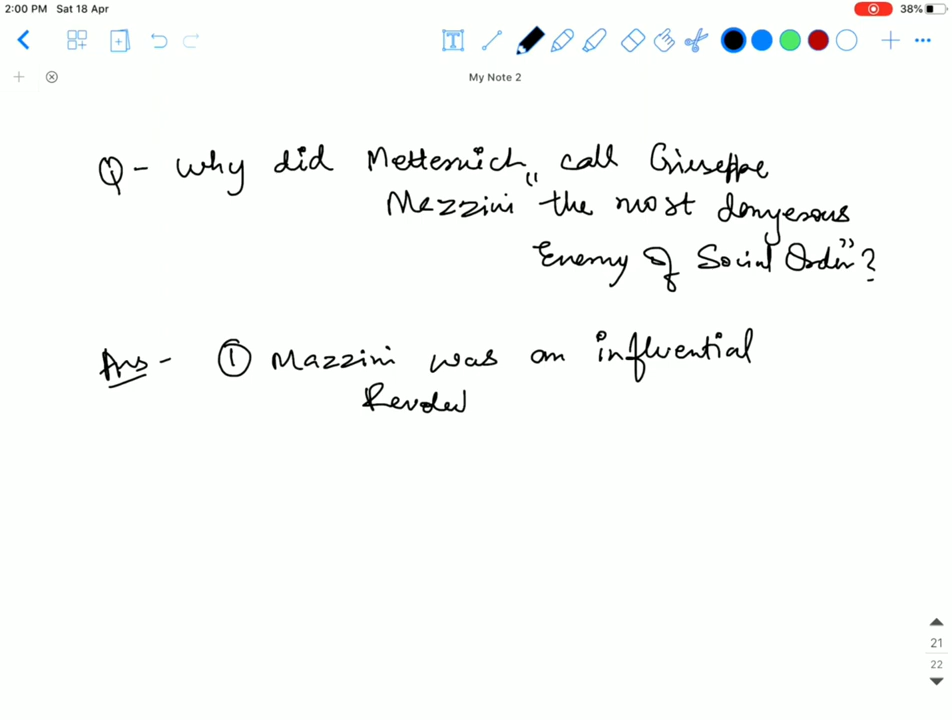 2:00 PM Sat 18 Apr
38%
My Note 2
Q - Why did Metternich call Giuseppe
Mazzini "the most dangerous
Enemy of Social Order"?
Ans - ① Mazzini was an influential
21
22